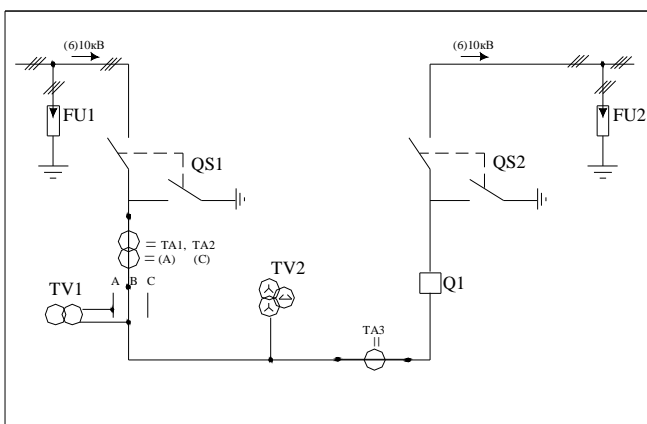 (6)10кВ
(6)10кВ
FU1
FU2
QS1
QS2
TA1, TA2
(A) (C)
TV2
A B C
TV1
Q1
TA3